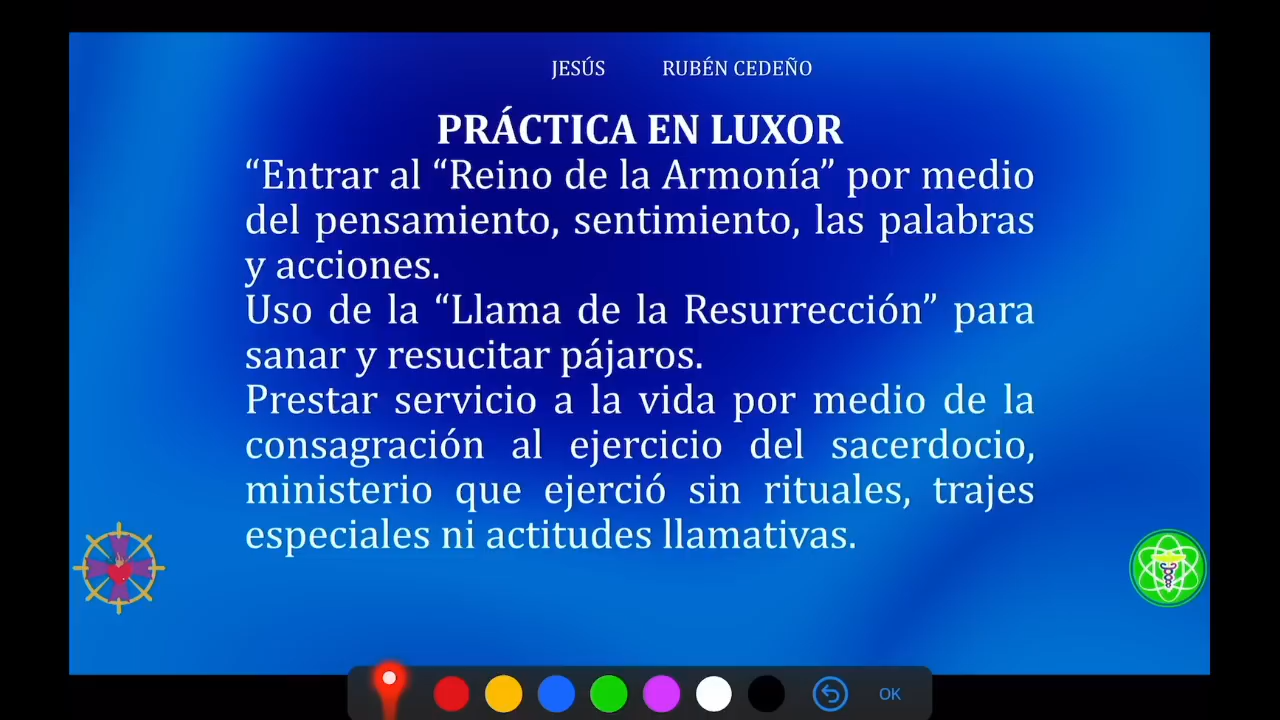 JESÚS RUBÉN CEDEÑO
PRÁCTICA EN LUXOR
“Entrar al “Reino de la Armonía” por medio
del pensamiento, sentimiento, las palabras
y acciones.
Uso de la “Llama de la Resurrección” para
sanar y resucitar pájaros.
Prestar servicio a la vida por medio de la
consagración al ejercicio del sacerdocio,
ministerio que ejerció sin rituales, trajes
especiales ni actitudes llamativas.
OK